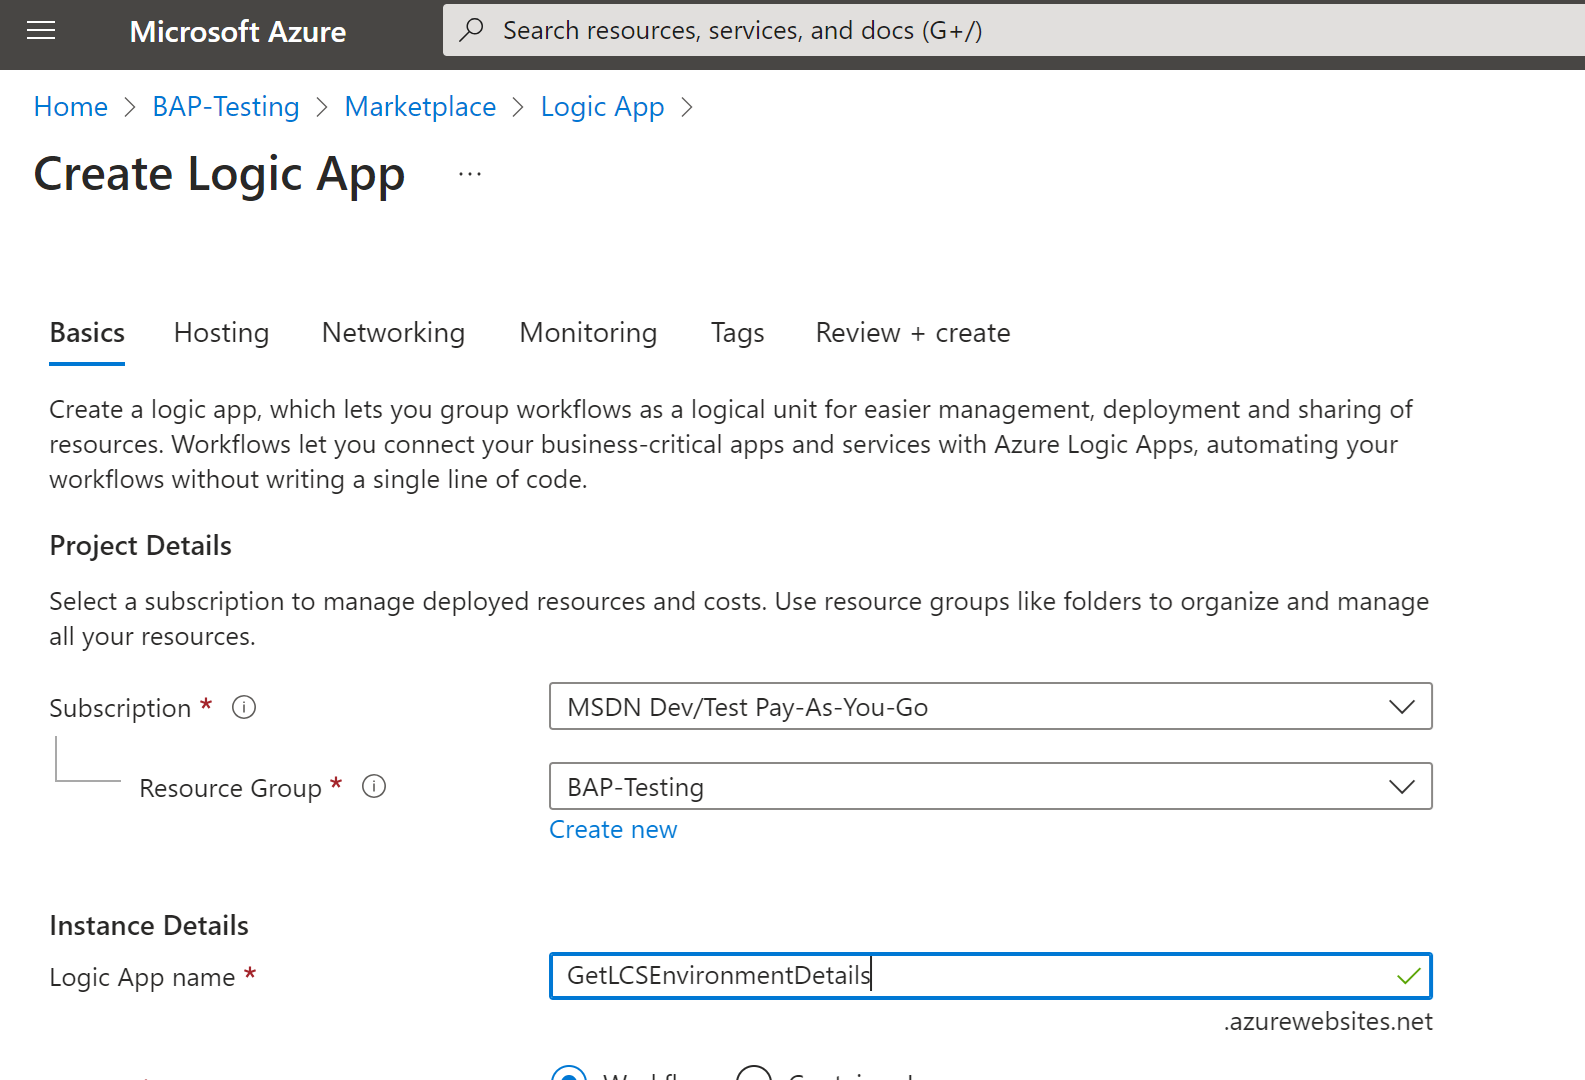 Microsoft Azure
Search resources, services, and docs (G+/)
Home > BAP-Testing > Marketplace > Logic App >
Create Logic App ...
Basics Hosting Networking Monitoring Tags Review + create
Create a logic app, which lets you group workflows as a logical unit for easier management, deployment and sharing of
resources. Workflows let you connect your business-critical apps and services with Azure Logic Apps, automating your
workflows without writing a single line of code.
Project Details
Select a subscription to manage deployed resources and costs. Use resource groups like folders to organize and manage
all your resources.
Subscription *
MSDN Dev/Test Pay-As-You-Go
Resource Group *
BAP-Testing
Create new
Instance Details
Logic App name *
GetLCSEnvironmentDetails
.azurewebsites.net